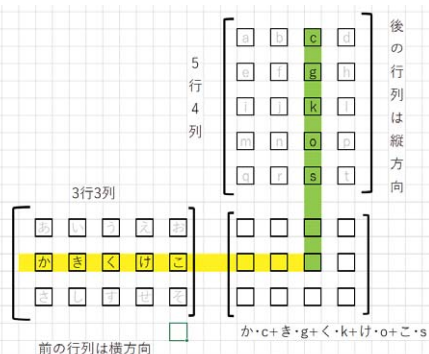 a b c d
e f g h
i j k l
m n o p
q r s t
5行4列
後の行列は縦方向
3行3列
あ い う え お
か き く け こ
さ し す せ そ
か・c+き・g+く・k+け・o+こ・s
前の行列は横方向